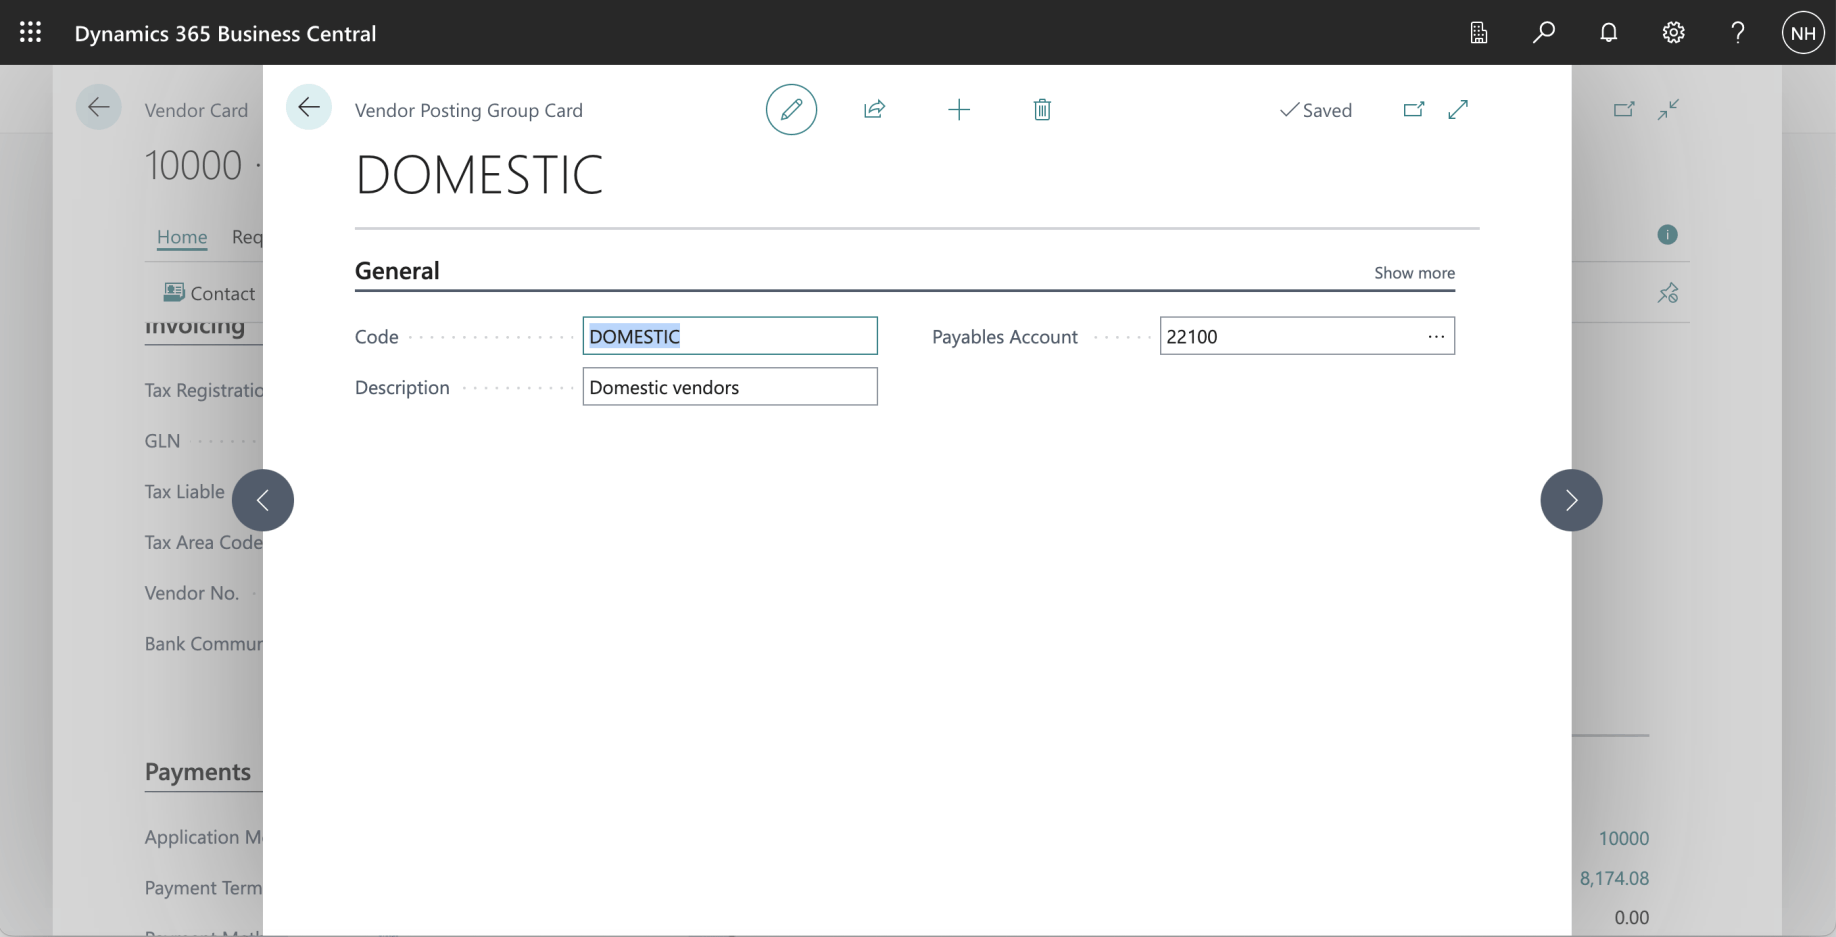 Dynamics 365 Business Central
NH
Vendor Card
Vendor Posting Group Card
Saved
10000 ·
DOMESTIC
Home
Req
General
Show more
Contact
Invoicing
Code
DOMESTIC
Payables Account
22100
Description
Domestic vendors
Tax Registratio
GLN
Tax Liable
Tax Area Code
Vendor No.
Bank Commun
Payments
Application M
10000
Payment Term
8,174.08
0.00